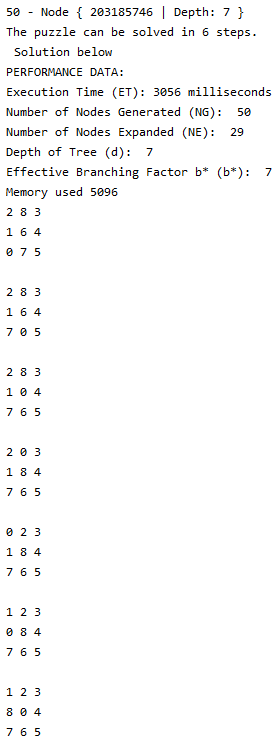 50 - Node { 203185746 | Depth: 7 }
The puzzle can be solved in 6 steps.
Solution below
PERFORMANCE DATA:
Execution Time (ET): 3056 milliseconds
Number of Nodes Generated (NG):  50
Number of Nodes Expanded (NE):  29
Depth of Tree (d):  7
Effective Branching Factor b* (b*):  7
Memory used 5096
2 8 3
1 6 4
0 7 5

2 8 3
1 6 4
7 0 5

2 8 3
1 0 4
7 6 5

2 0 3
1 8 4
7 6 5

0 2 3
1 8 4
7 6 5

1 2 3
0 8 4
7 6 5

1 2 3
8 0 4
7 6 5